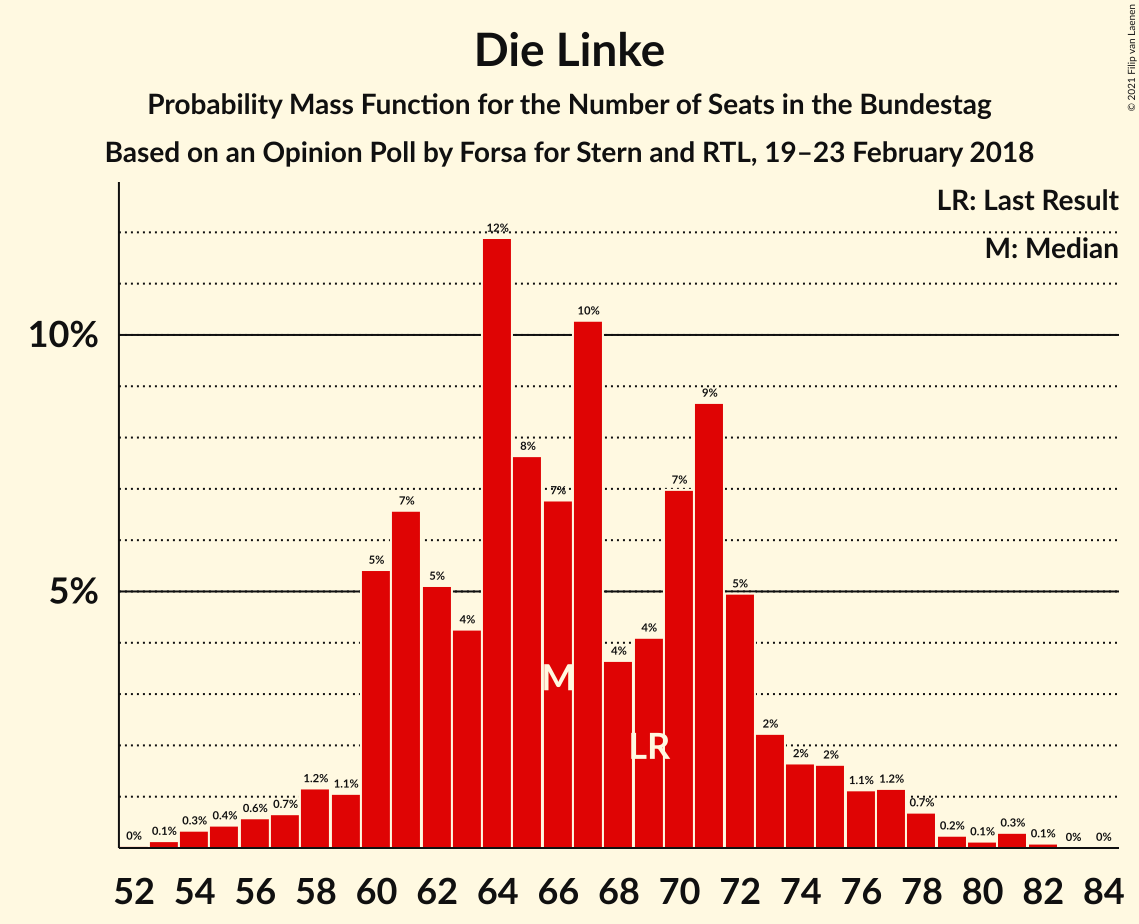 Die Linke
Probability Mass Function for the Number of Seats in the Bundestag
Based on an Opinion Poll by Forsa for Stern and RTL, 19–23 February 2018
© 2021 Filip van Laenen
LR: Last Result
M: Median
10%
5%
0% 0.1% 0.3% 0.4% 0.6% 0.7% 1.2% 1.1% 5% 7% 5% 4% 12% 8% 7% 10% 4% 4% 7% 9% 5% 2% 2% 2% 1.1% 1.2% 0.7% 0.2% 0.1% 0.3% 0.1% 0% 0%
M
LR
52 54 56 58 60 62 64 66 68 70 72 74 76 78 80 82 84